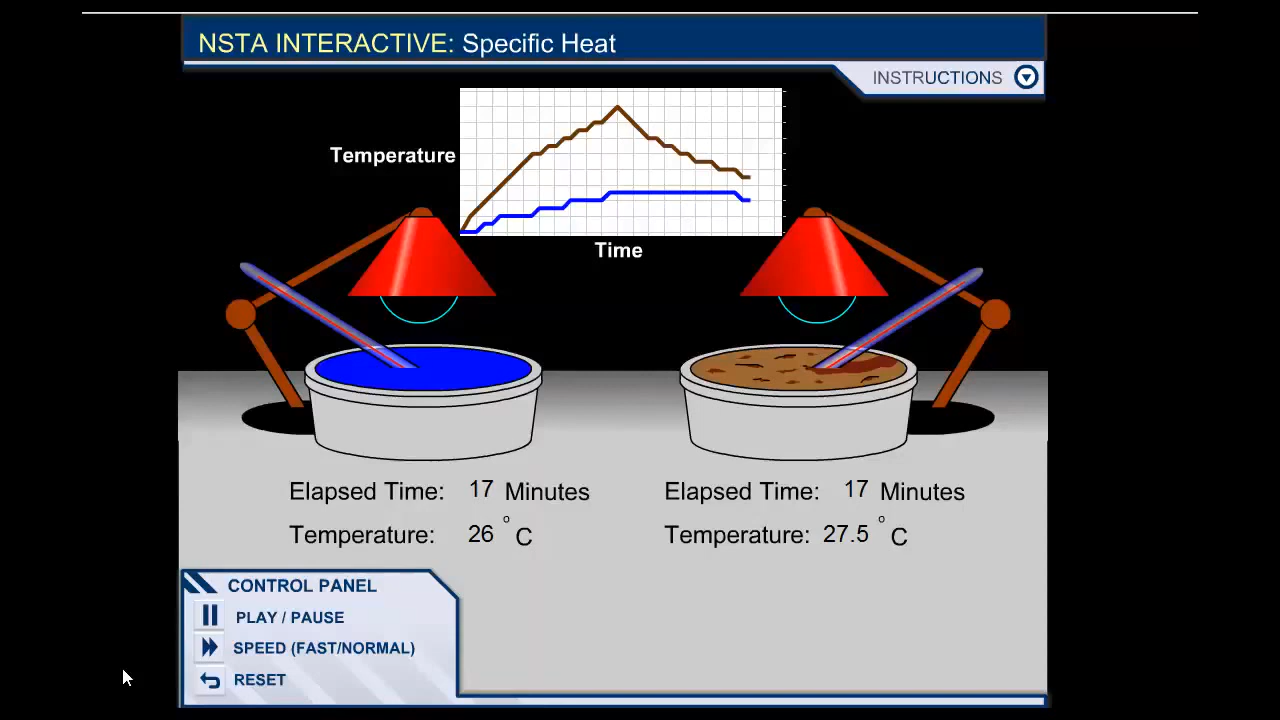 NSTA INTERACTIVE: Specific Heat
INSTRUCTIONS
Temperature
Time
Elapsed Time: 17 Minutes
Temperature: 26 °C
Elapsed Time: 17 Minutes
Temperature: 27.5 °C
CONTROL PANEL
PLAY / PAUSE
SPEED (FAST/NORMAL)
RESET